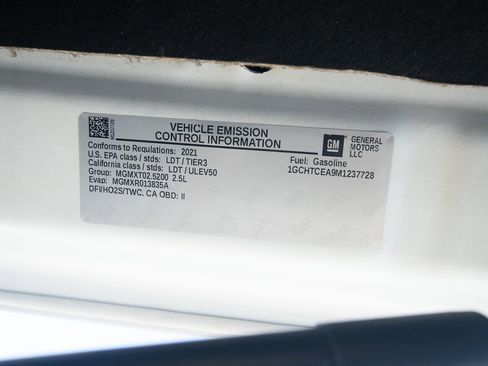 VEHICLE EMISSION
CONTROL INFORMATION
GM
GENERAL
MOTORS
LLC
Conforms to Regulations: 2021
U.S. EPA class / stds: LDT / TIER3
California class / stds: LDT / ULEV50
Group: MGMXT02.5200 2.5L
Evap: MGMXR013835A
DFI/HO2S/TWC, CA OBD: II
Fuel: Gasoline
1GCHTCEA9M1237728